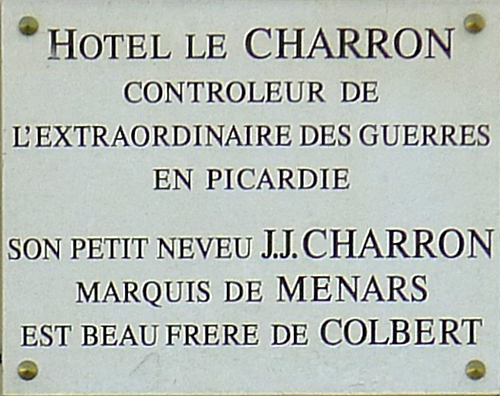 HOTEL LE CHARRON
CONTROLEUR DE
L'EXTRAORDINAIRE DES GUERRES
EN PICARDIE
SON PETIT NEVEU J.J. CHARRON
MARQUIS DE MENARS
EST BEAU FRERE DE COLBERT